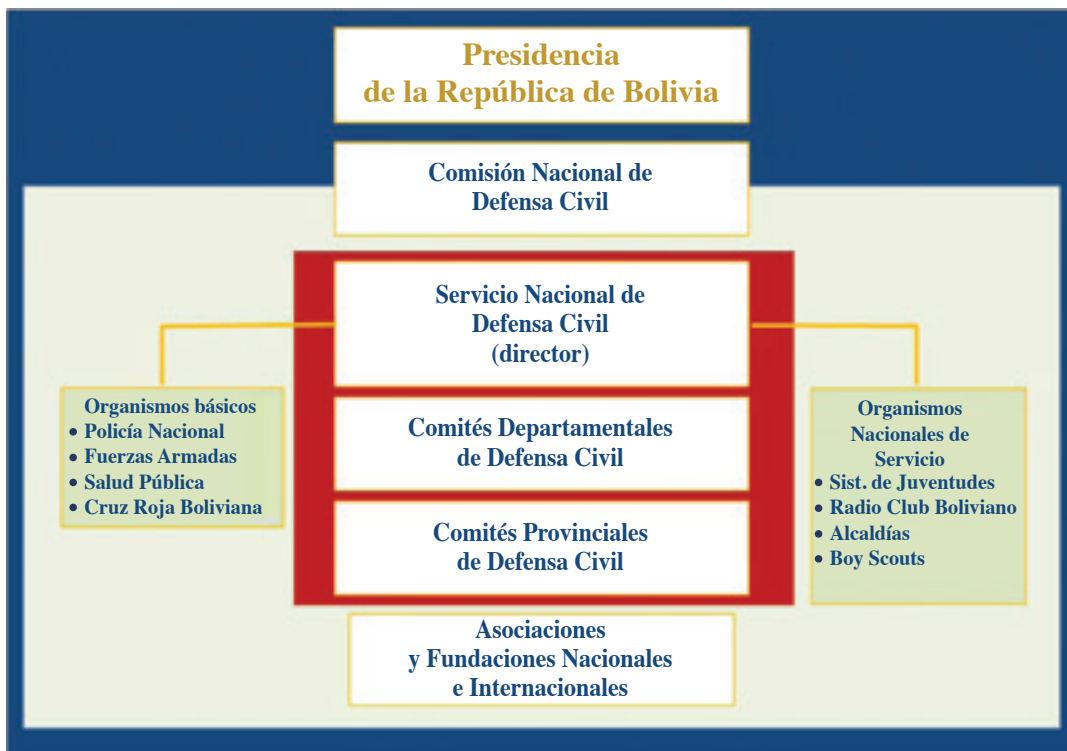 Presidencia
de la República de Bolivia
Comisión Nacional de
Defensa Civil
Servicio Nacional de
Defensa Civil
(director)
Organismos básicos
• Policía Nacional
• Fuerzas Armadas
• Salud Pública
• Cruz Roja Boliviana
Comités Departamentales
de Defensa Civil
Organismos
Nacionales de
Servicio
• Sist. de Juventudes
• Radio Club Boliviano
• Alcaldías
• Boy Scouts
Comités Provinciales
de Defensa Civil
Asociaciones
y Fundaciones Nacionales
e Internacionales